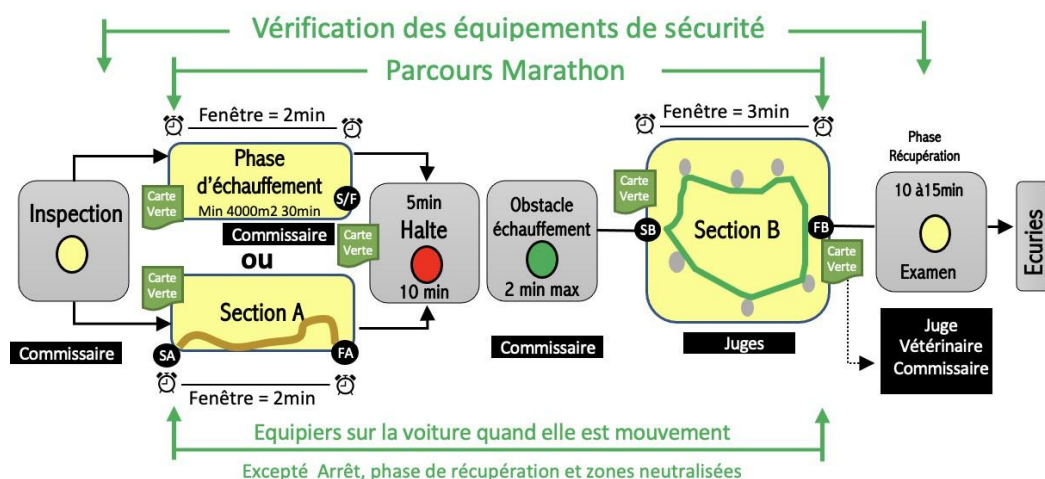 Vérification des équipements de sécurité
Parcours Marathon
Fenêtre = 2min
Fenêtre = 3min
Phase
Récupération
Inspection
Commissaire
Carte
Verte
Phase
d'échauffement
Min 4000m2 30min
S/F
Commissaire
ou
Carte
Verte
Section A
SA
FA
Fenêtre = 2min
Carte
Verte
5min
Halte
10 min
Obstacle
échauffement
2 min max
Commissaire
Carte
Verte
SB
Section B
FB
Juges
Carte
Verte
10 à15min
Examen
Ecuries
Juge
Vétérinaire
Commissaire
Equipiers sur la voiture quand elle est mouvement
Excepté Arrêt, phase de récupération et zones neutralisées